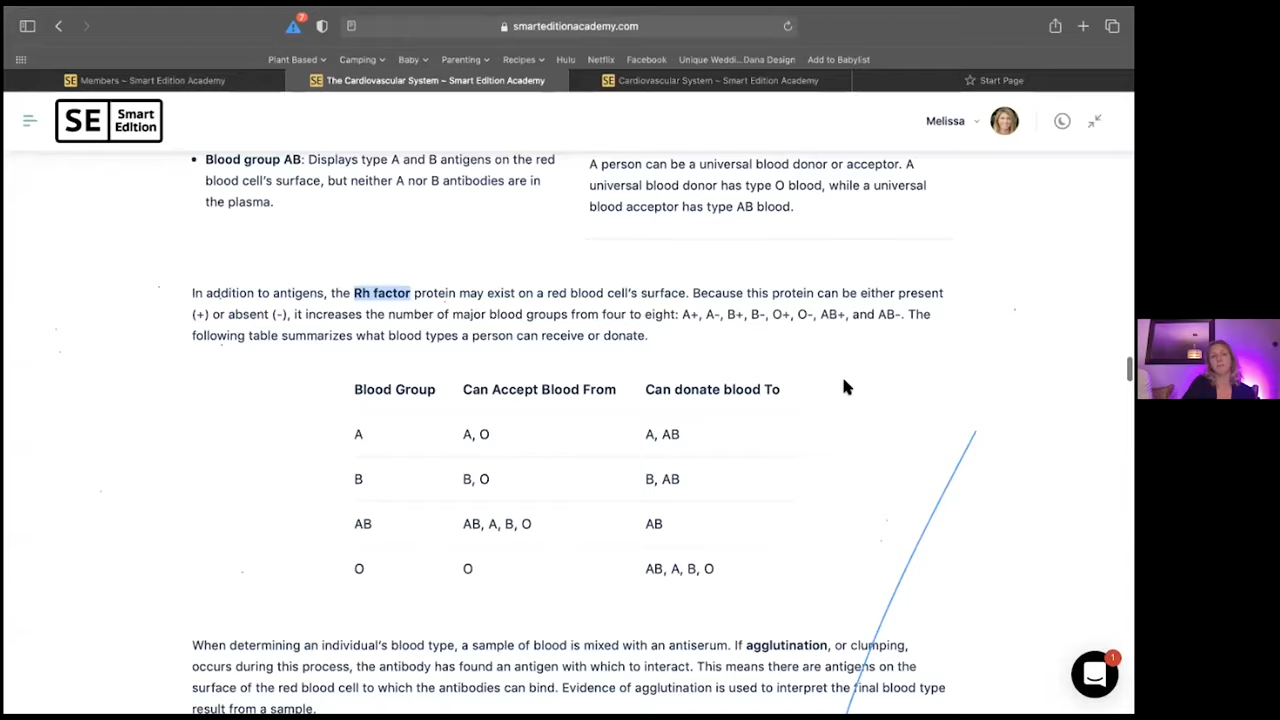 7
smarteditionacademy.com
Plant Based Camping Baby Parenting Recipes Hulu Netflix Facebook Unique Weddi...Dana Design Add to Babylist
SE Members ~ Smart Edition Academy
SE The Cardiovascular System ~ Smart Edition Academy
SE Cardiovascular System ~ Smart Edition Academy
Start Page
SE Smart Edition
Melissa
• Blood group AB: Displays type A and B antigens on the red
blood cell's surface, but neither A nor B antibodies are in
the plasma.
A person can be a universal blood donor or acceptor. A
universal blood donor has type O blood, while a universal
blood acceptor has type AB blood.
In addition to antigens, the Rh factor protein may exist on a red blood cell's surface. Because this protein can be either present
(+) or absent (-), it increases the number of major blood groups from four to eight: A+, A-, B+, B-, O+, O-, AB+, and AB-. The
following table summarizes what blood types a person can receive or donate.
Blood Group Can Accept Blood From Can donate blood To
A A, O A, AB
B B, O B, AB
AB AB, A, B, O AB
O O AB, A, B, O
When determining an individual's blood type, a sample of blood is mixed with an antiserum. If agglutination, or clumping,
occurs during this process, the antibody has found an antigen with which to interact. This means there are antigens on the
surface of the red blood cell to which the antibodies can bind. Evidence of agglutination is used to interpret the final blood type
result from a sample.
1